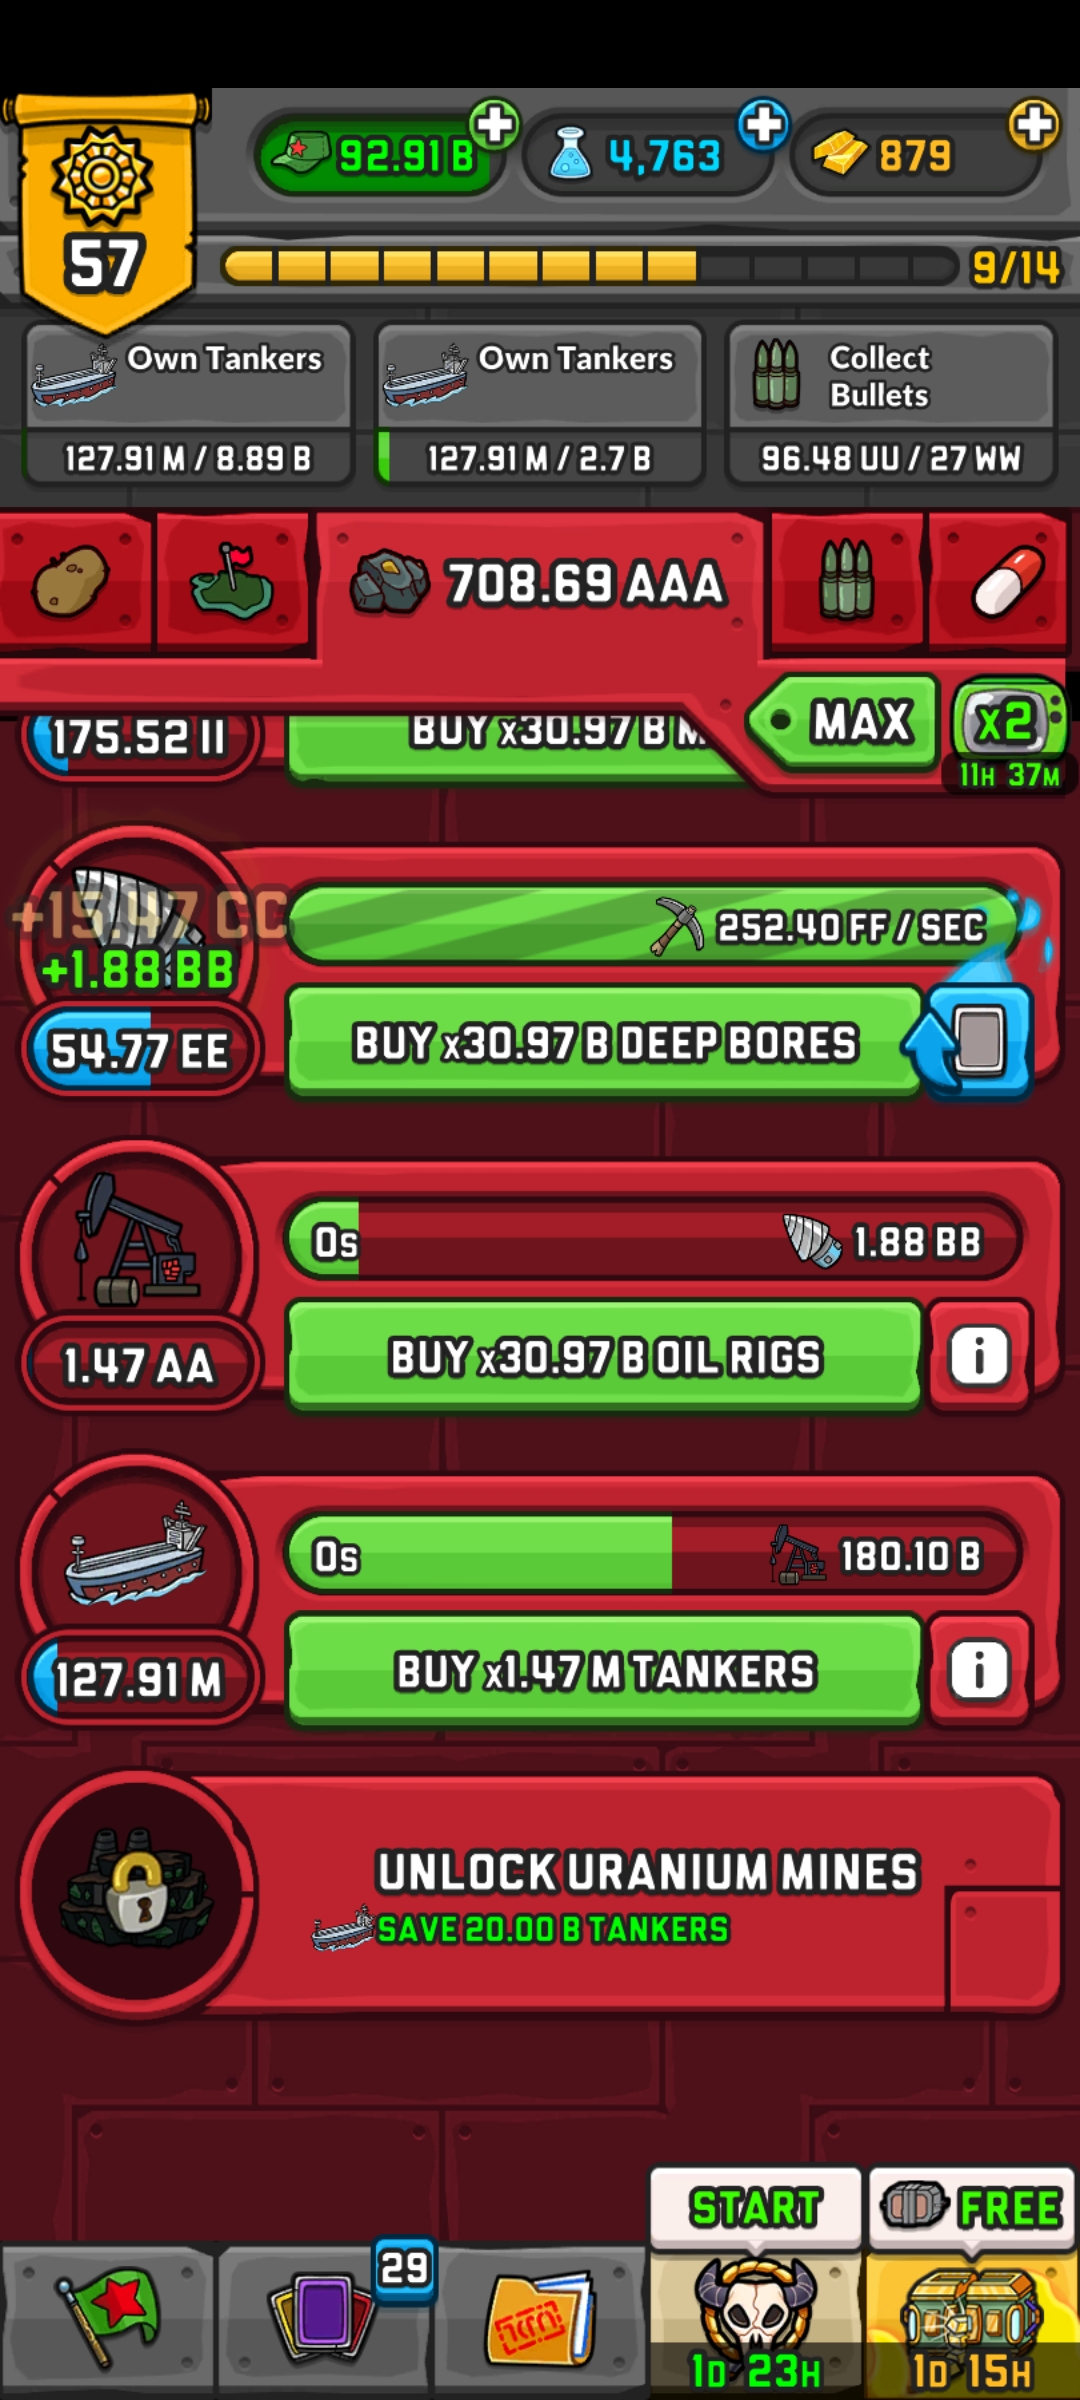 92.91 B
4,763
879
57
9/14
Own Tankers
127.91 M / 8.89 B
Own Tankers
127.91 M / 2.7 B
Collect
Bullets
96.48 UU / 27 WW
708.69 AAA
MAX
x2
11H 37M
175.52 II
BUY x30.97 B M
+15.47 CC
+1.88 BB
252.40 FF / SEC
54.77 EE
BUY x30.97 B DEEP BORES
0s
1.88 BB
1.47 AA
BUY x30.97 B OIL RIGS
i
0s
180.10 B
127.91 M
BUY x1.47 M TANKERS
i
UNLOCK URANIUM MINES
SAVE 20.00 B TANKERS
START
FREE
29
1D 23H
1D 15H